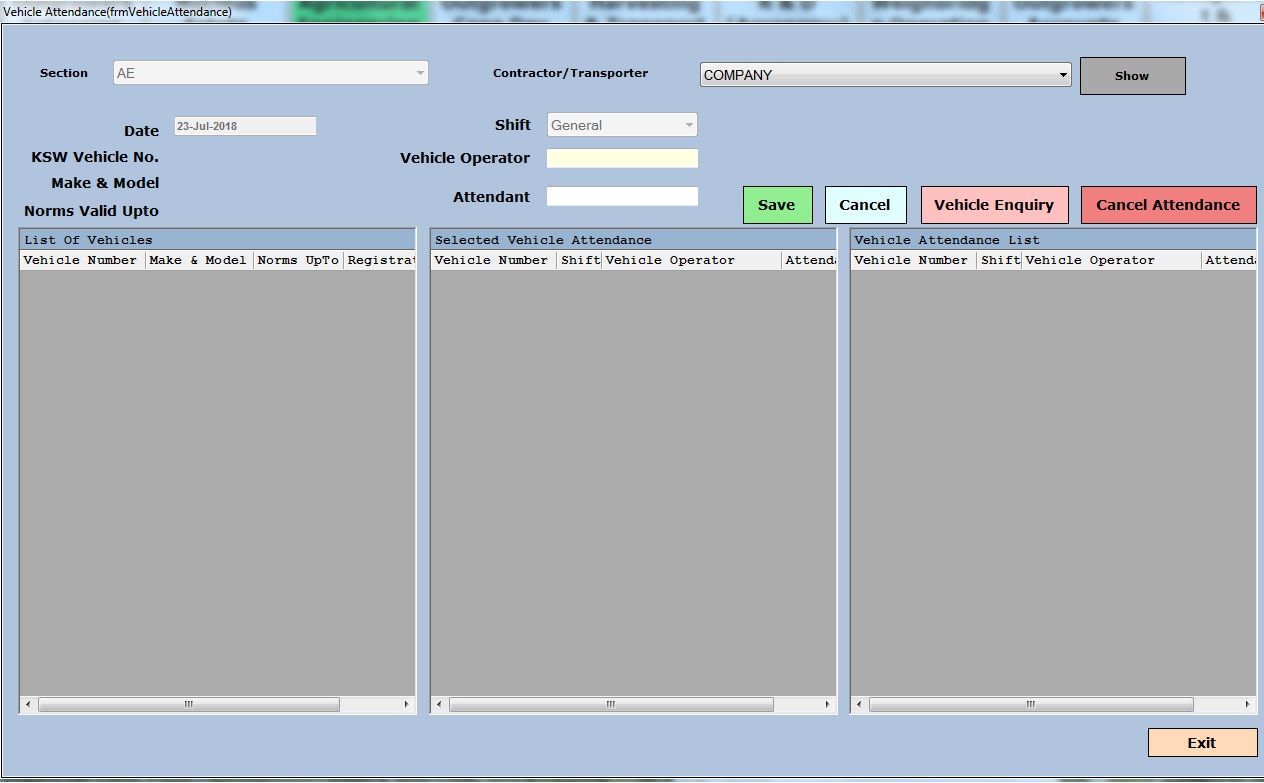 Vehicle Attendance(frmVehicleAttendance)
Section AE Contractor/Transporter COMPANY Show
Date 23-Jul-2018 Shift General
KSW Vehicle No. Vehicle Operator
Make & Model
Attendant
Norms Valid Upto
Save Cancel Vehicle Enquiry Cancel Attendance
List Of Vehicles Selected Vehicle Attendance Vehicle Attendance List
Vehicle Number Make & Model Norms UpTo Registrat Vehicle Number Shift Vehicle Operator Attenda Vehicle Number Shift Vehicle Operator Attenda
Exit